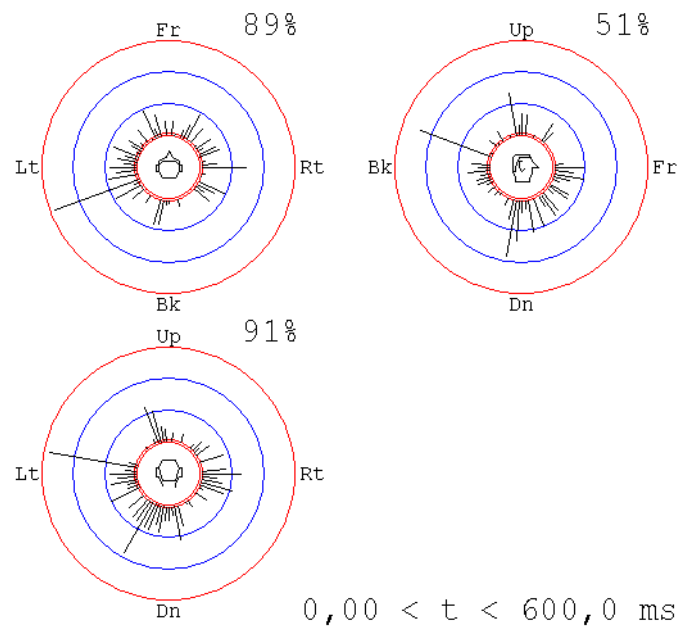 Fr 89%
Lt Rt
Bk
Up 51%
Bk Fr
Dn
Up 91%
Lt Rt
Dn
0,00 < t < 600,0 ms